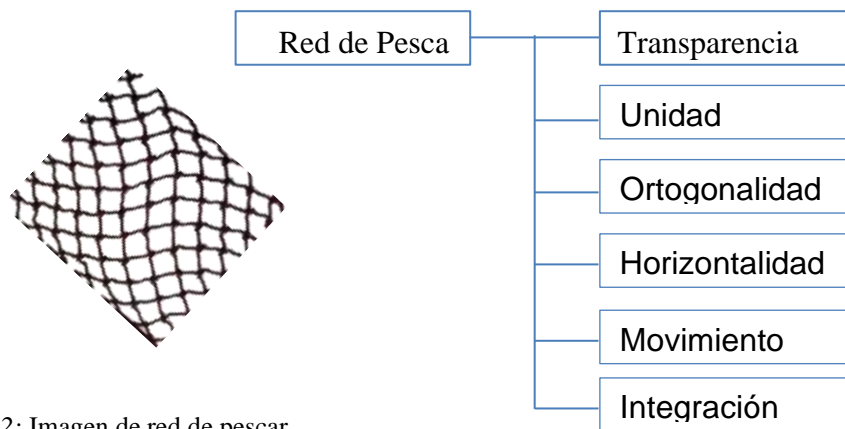 Red de Pesca
Transparencia
Unidad
Ortogonalidad
Horizontalidad
Movimiento
Integración
2: Imagen de red de pescar